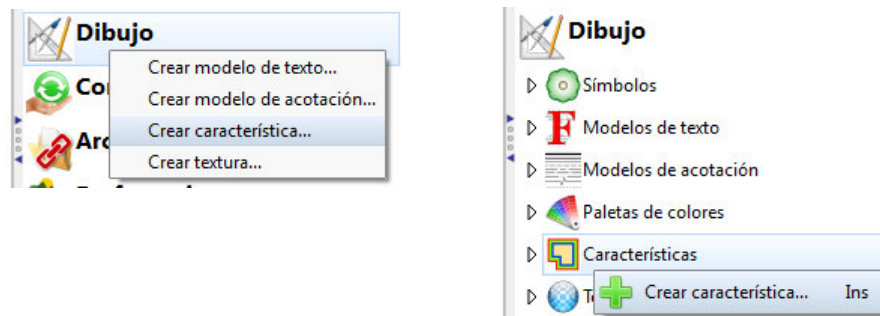 Dibujo
Crear modelo de texto...
Crear modelo de acotación...
Crear característica...
Crear textura...
Dibujo
Símbolos
Modelos de texto
Modelos de acotación
Paletas de colores
Características
Crear característica... Ins